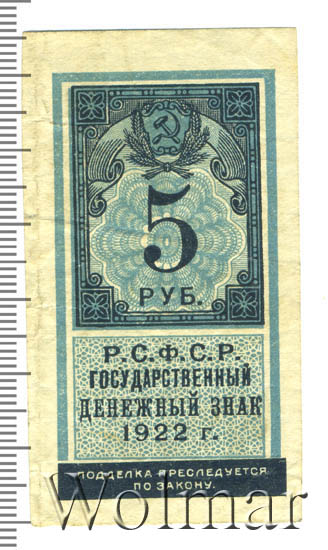 5
РУБ.
Р.С.Ф.С.Р.
ГОСУДАРСТВЕННЫЙ
ДЕНЕЖНЫЙ ЗНАК
1922 г.
ПОДДЕЛКА ПРЕСЛЕДУЕТСЯ
ПО ЗАКОНУ.
Wolmar